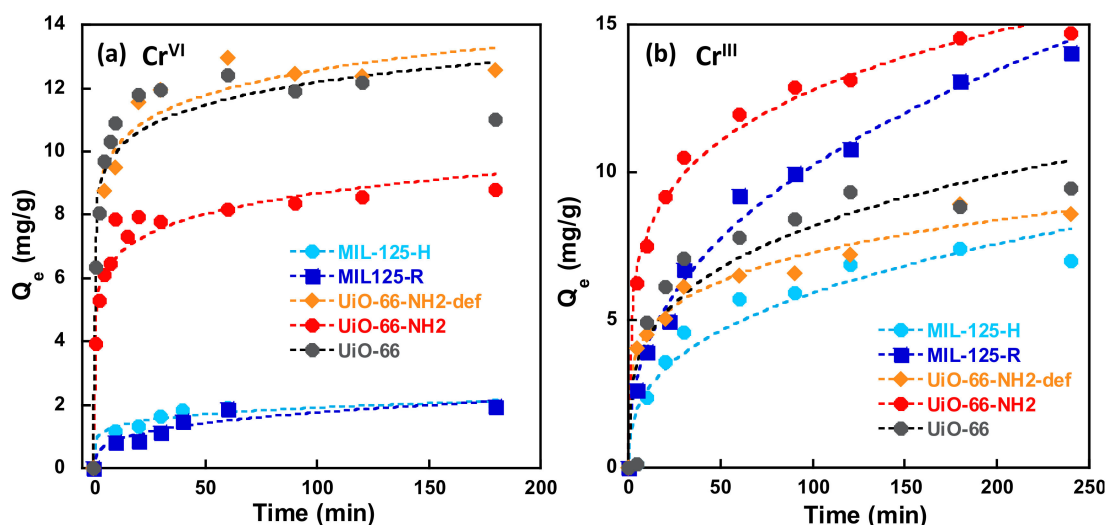 (a) Cr^VI
14
12
10
8
6
4
2
0
Q_e (mg/g)
MIL-125-H
MIL125-R
UiO-66-NH2-def
UiO-66-NH2
UiO-66
0 50 100 150 200
Time (min)
(b) Cr^III
15
10
5
0
Q_e (mg/g)
MIL-125-H
MIL-125-R
UiO-66-NH2-def
UiO-66-NH2
UiO-66
0 50 100 150 200 250
Time (min)